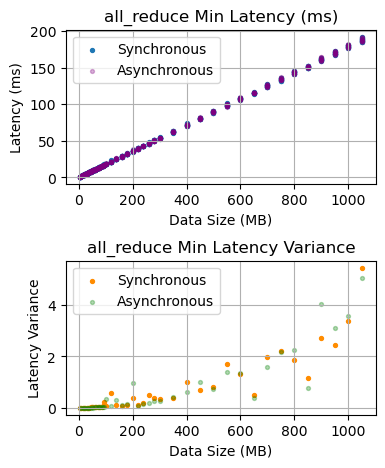 all_reduce Min Latency (ms)
200
150
100
50
0
Latency (ms)
Synchronous
Asynchronous
0 200 400 600 800 1000
Data Size (MB)
all_reduce Min Latency Variance
4
2
0
Latency Variance
Synchronous
Asynchronous
0 200 400 600 800 1000
Data Size (MB)